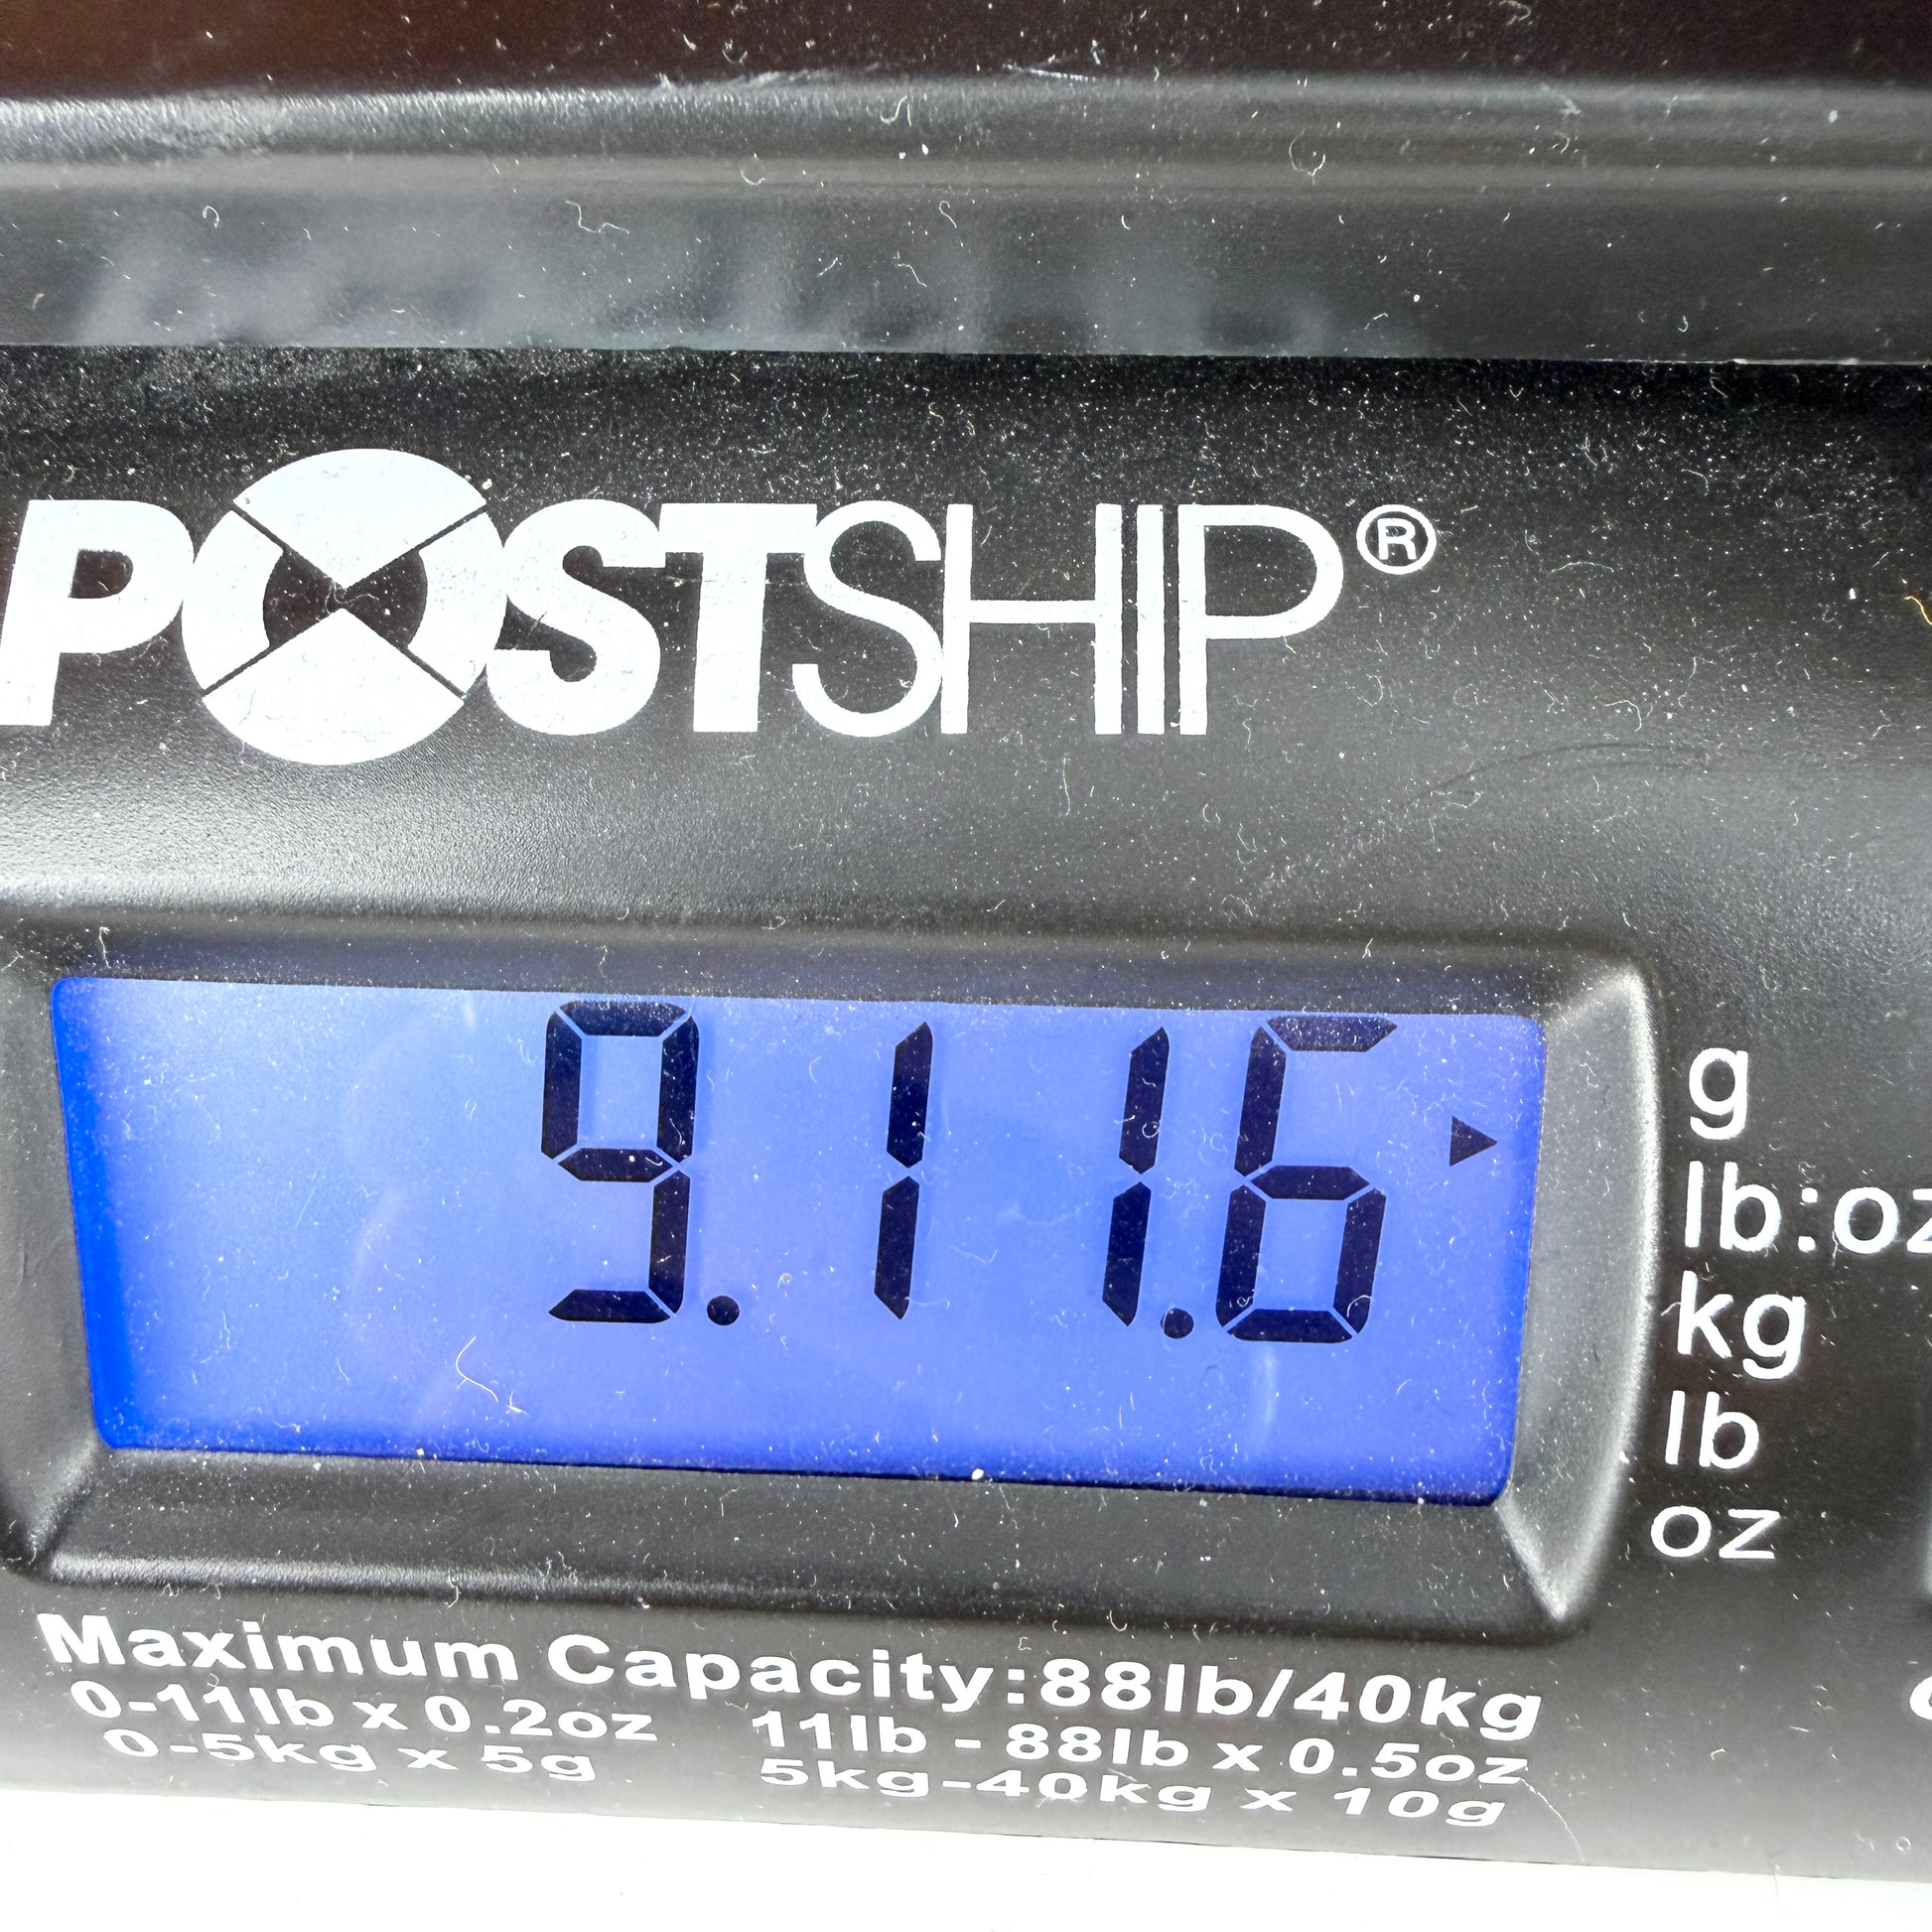 POSTSHIP®
9.11 1.6
g
lb:oz
kg
lb
oz
Maximum Capacity:88lb/40kg
0-11lb x 0.2oz 11lb - 88lb x 0.5oz
0-5kg x 5g 5kg-40kg x 10g